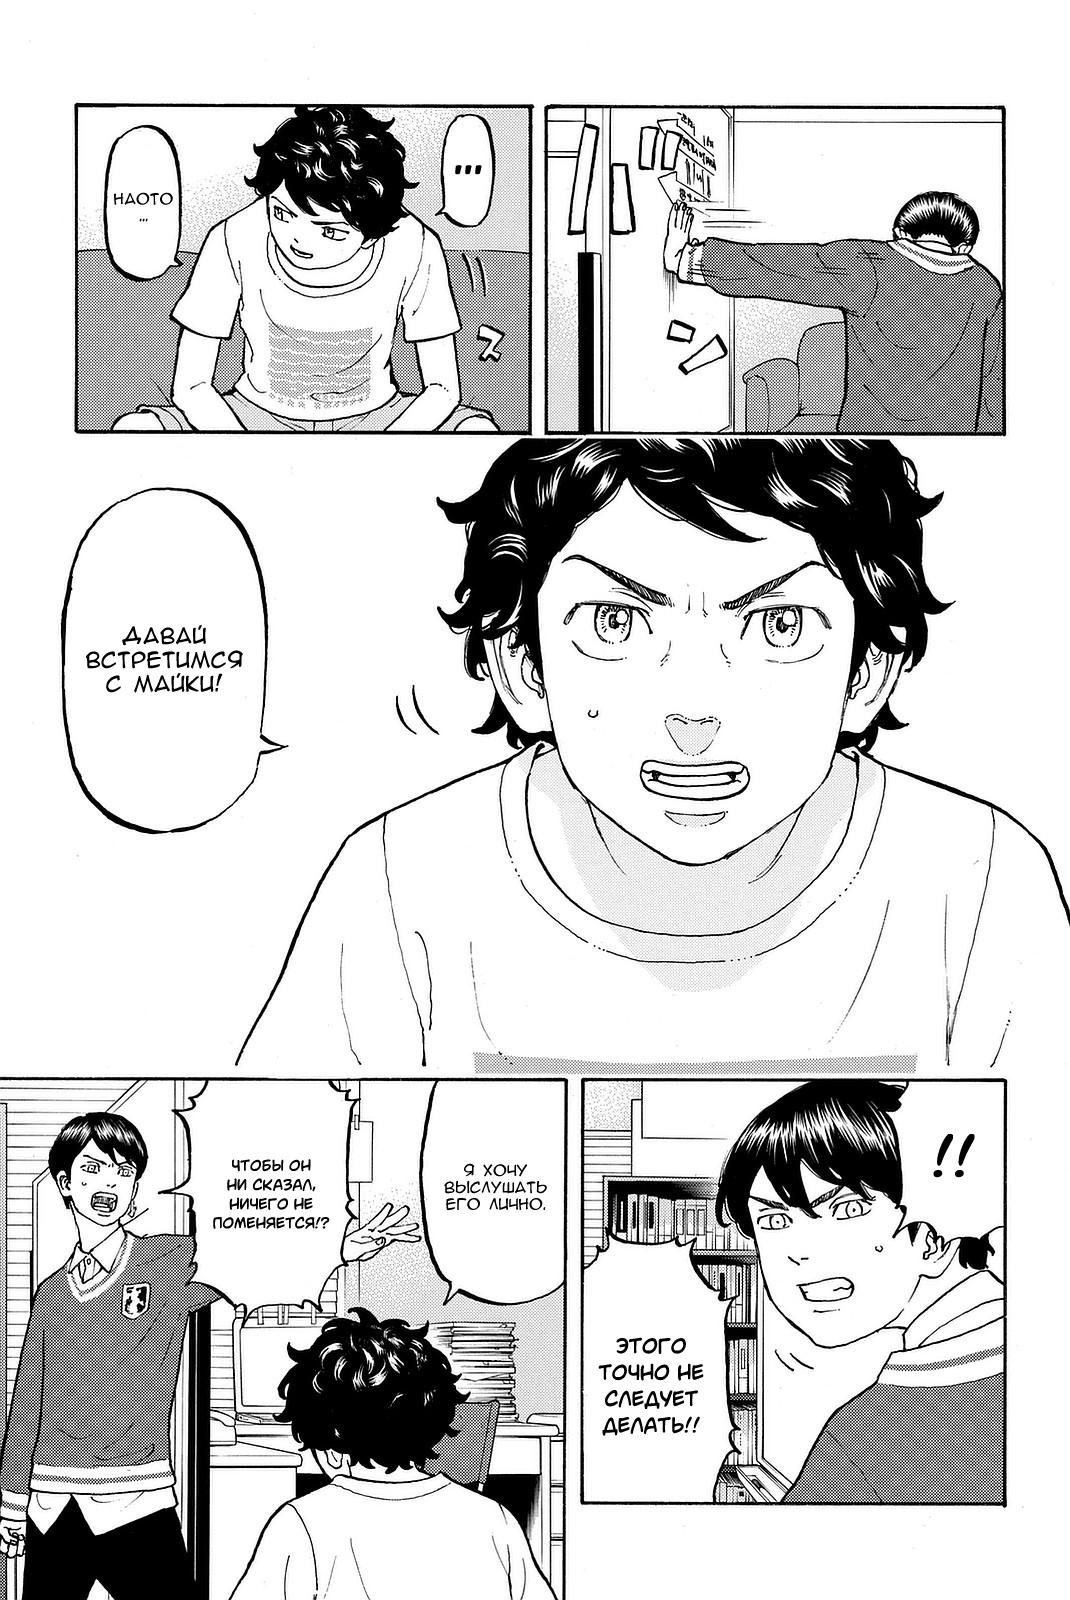 ...
НАОТО
...
ス
ДАВАЙ
ВСТРЕТИМСЯ
С МАЙКИ!
!!
ЭТОГО
ТОЧНО НЕ
СЛЕДУЕТ
ДЕЛАТЬ!!
Я ХОЧУ
ВЫСЛУШАТЬ
ЕГО ЛИЧНО.
ЧТОБЫ ОН
НИ СКАЗАЛ,
НИЧЕГО НЕ
ПОМЕНЯЕТСЯ!?